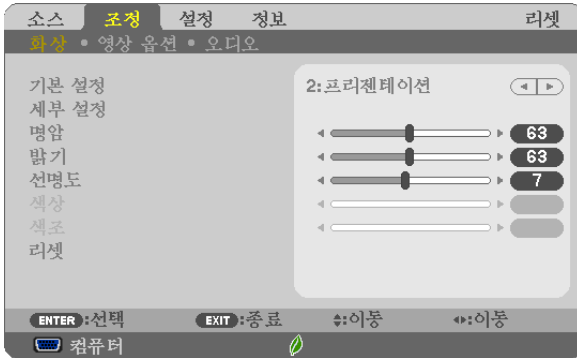 소스 조정 설정 정보 리셋
화상 • 영상 옵션 • 오디오
기본 설정 2:프리젠테이션
세부 설정
명암 63
밝기 63
선명도 7
색상
색조
리셋
ENTER:선택 EXIT:종료 :이동 :이동
컴퓨터